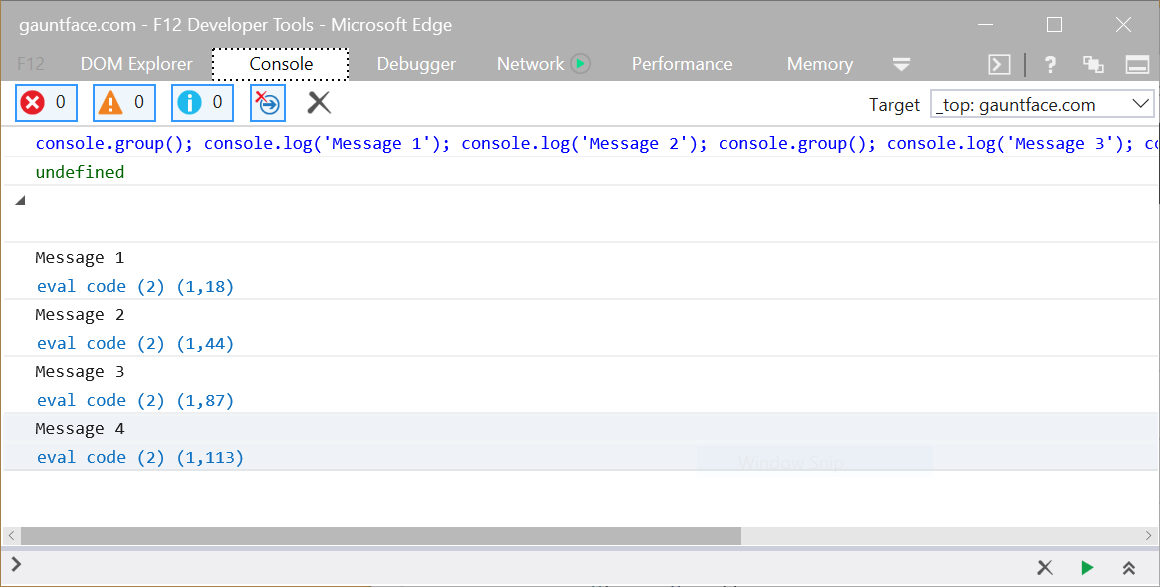 gauntface.com - F12 Developer Tools - Microsoft Edge
F12 DOM Explorer Console Debugger Network Performance Memory ?
0 0 0 Target _top: gauntface.com
console.group(); console.log('Message 1'); console.log('Message 2'); console.group(); console.log('Message 3'); co
undefined
Message 1
eval code (2) (1,18)
Message 2
eval code (2) (1,44)
Message 3
eval code (2) (1,87)
Message 4
eval code (2) (1,113)
Window Snip